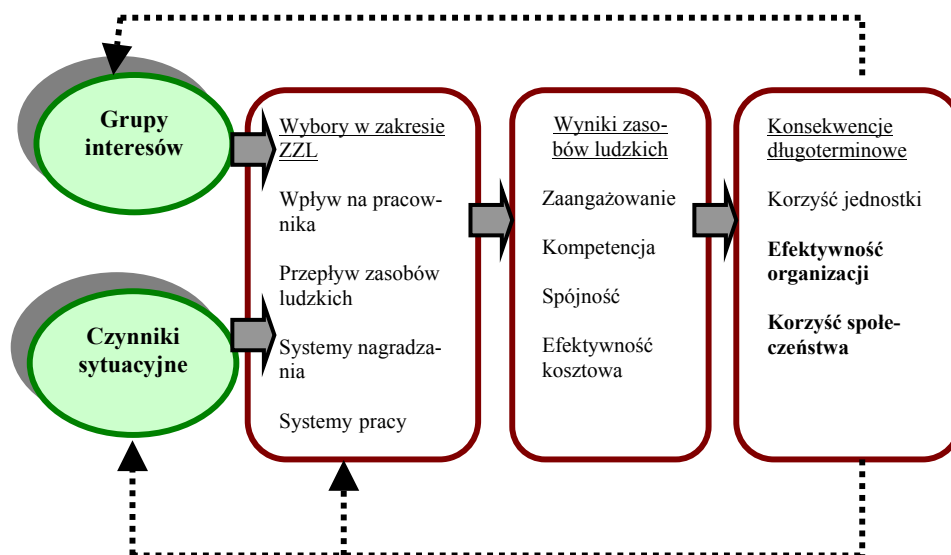 Grupy
interesów
Czynniki
sytuacyjne
Wybory w zakresie
ZZL
Wpływ na pracow-
nika
Przepływ zasobów
ludzkich
Systemy nagradza-
nia
Systemy pracy
Wyniki zaso-
bów ludzkich
Zaangażowanie
Kompetencja
Spójność
Efektywność
kosztowa
Konsekwencje
długoterminowe
Korzyść jednostki
Efektywność
organizacji
Korzyść społe-
czeństwa